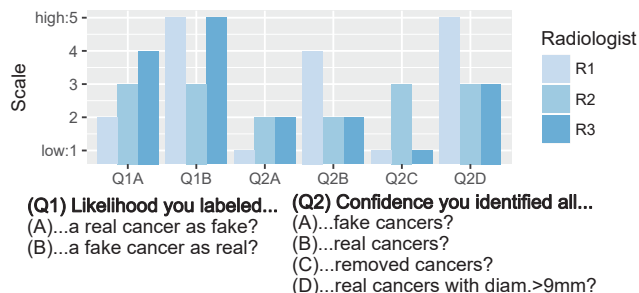 high:5
4
3
2
low:1
Scale
Q1A Q1B Q2A Q2B Q2C Q2D
Radiologist
R1
R2
R3
(Q1) Likelihood you labeled...
(A)...a real cancer as fake?
(B)...a fake cancer as real?
(Q2) Confidence you identified all...
(A)...fake cancers?
(B)...real cancers?
(C)...removed cancers?
(D)...real cancers with diam.>9mm?